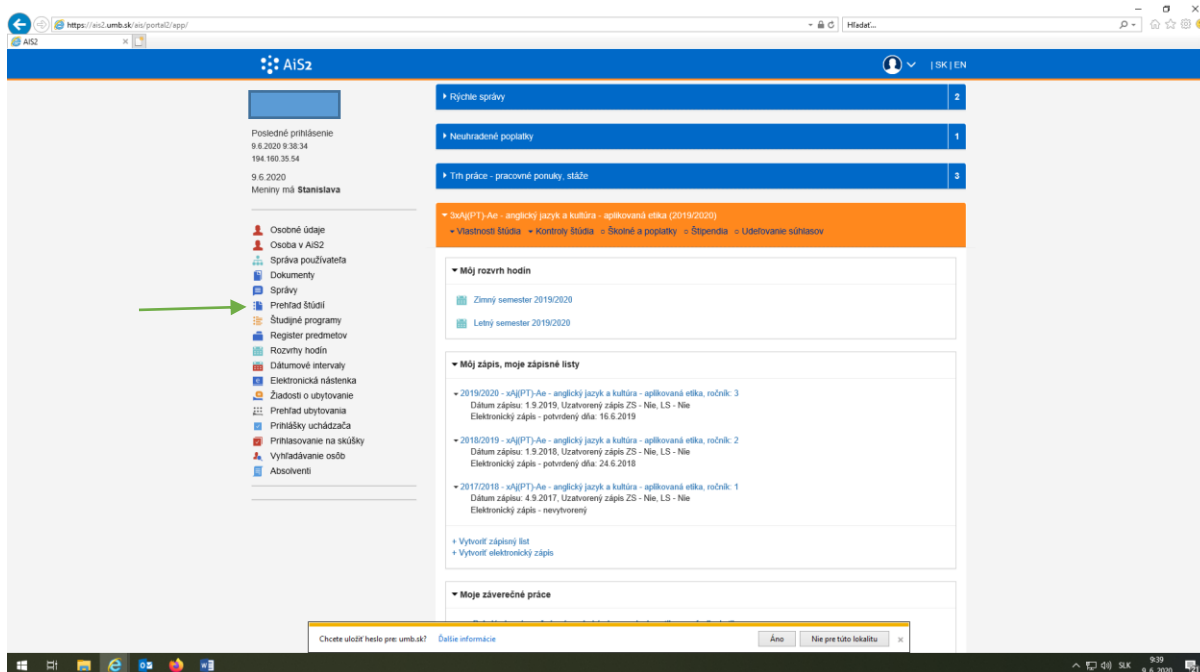 https://ais2.umb.sk/ais/portal2/app/
Hľadať...
AiS2
AiS2
| SK | EN
Posledné prihlásenie
9.6.2020 9:38:34
194.160.35.54
9.6.2020
Meniny má Stanislava
Osobné údaje
Osoba v AiS2
Správa používateľa
Dokumenty
Správy
Prehľad štúdií
Študijné programy
Register predmetov
Rozvrhy hodín
Dátumové intervaly
Elektronická nástenka
Žiadosti o ubytovanie
Prehľad ubytovania
Prihlášky uchádzača
Prihlasovanie na skúšky
Vyhľadávanie osôb
Absolventi
Rýchle správy 2
Neuhradené poplatky 1
Trh práce - pracovné ponuky, stáže 3
3xAj(PT)-Ae - anglický jazyk a kultúra - aplikovaná etika (2019/2020)
Vlastnosti štúdia Kontroly štúdia Školné a poplatky Štipendia Udeľovanie súhlasov
Môj rozvrh hodín
Zimný semester 2019/2020
Letný semester 2019/2020
Môj zápis, moje zápisné listy
2019/2020 - xAj(PT)-Ae - anglický jazyk a kultúra - aplikovaná etika, ročník: 3
Dátum zápisu: 1.9.2019, Uzatvorený zápis ZS - Nie, LS - Nie
Elektronický zápis - potvrdený dňa: 16.6.2019
2018/2019 - xAj(PT)-Ae - anglický jazyk a kultúra - aplikovaná etika, ročník: 2
Dátum zápisu: 1.9.2018, Uzatvorený zápis ZS - Nie, LS - Nie
Elektronický zápis - potvrdený dňa: 24.6.2018
2017/2018 - xAj(PT)-Ae - anglický jazyk a kultúra - aplikovaná etika, ročník: 1
Dátum zápisu: 4.9.2017, Uzatvorený zápis ZS - Nie, LS - Nie
Elektronický zápis - nevytvorený
+ Vytvoriť zápisný list
+ Vytvoriť elektronický zápis
Moje záverečné práce
Chcete uložiť heslo pre: umb.sk? Ďalšie informácie Áno Nie pre túto lokalitu
SLK
9:39
9.6.2020